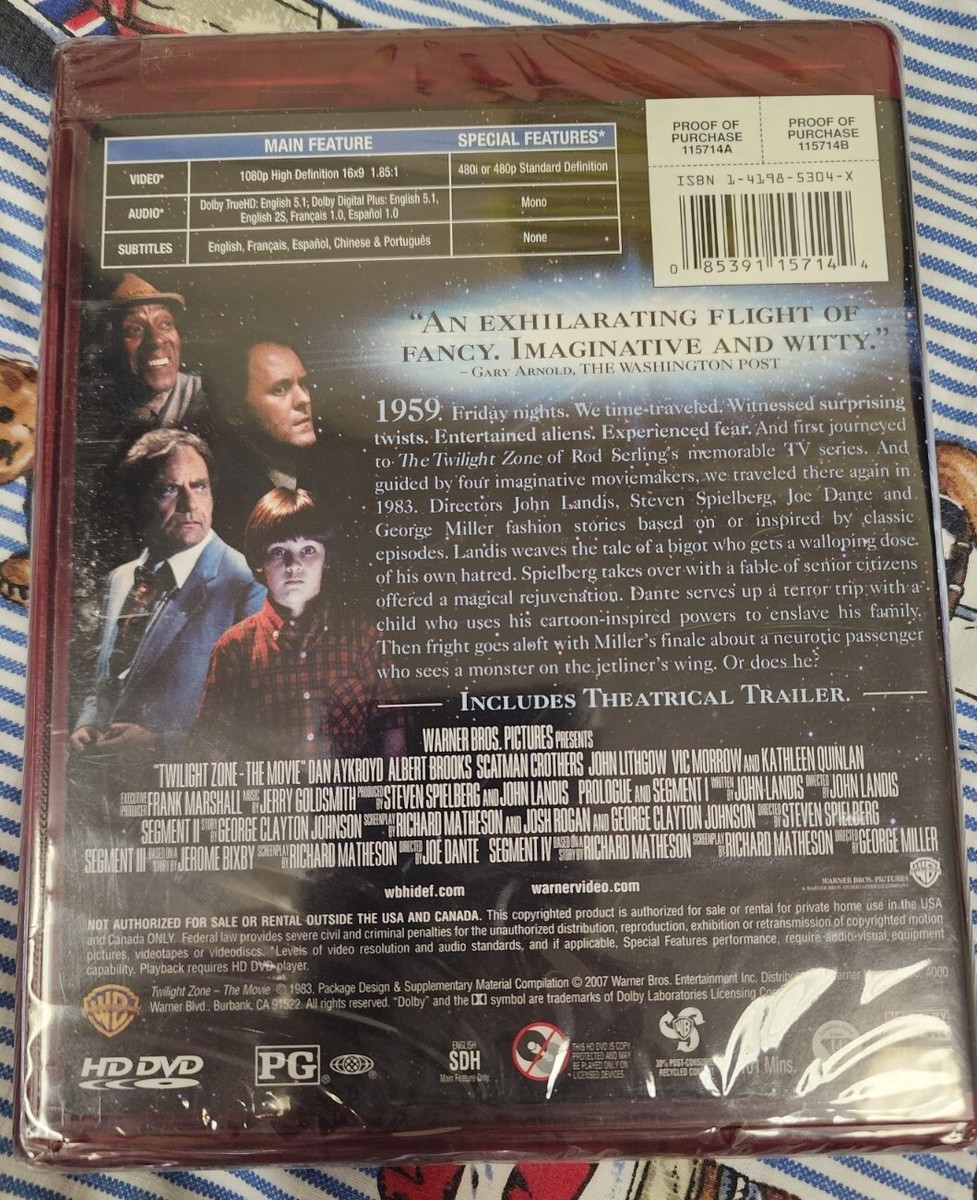 MAIN FEATURE SPECIAL FEATURES*
VIDEO* 1080p High Definition 16x9 1.85:1 480i or 480p Standard Definition
AUDIO* Dolby TrueHD: English 5.1; Dolby Digital Plus: English 5.1, English 2S, Français 1.0, Español 1.0 Mono
SUBTITLES English, Français, Español, Chinese & Português None
PROOF OF PURCHASE 115714A
PROOF OF PURCHASE 115714B
ISBN 1-4198-5304-X
0 85391 15714 4
“AN EXHILARATING FLIGHT OF
FANCY. IMAGINATIVE AND WITTY.”
– GARY ARNOLD, THE WASHINGTON POST
1959. Friday nights. We time-traveled. Witnessed surprising
twists. Entertained aliens. Experienced fear. And first journeyed
to The Twilight Zone of Rod Serling's memorable TV series. And
guided by four imaginative moviemakers, we traveled there again in
1983. Directors John Landis, Steven Spielberg, Joe Dante and
George Miller fashion stories based on or inspired by classic
episodes. Landis weaves the tale of a bigot who gets a walloping dose
of his own hatred. Spielberg takes over with a fable of senior citizens
offered a magical rejuvenation. Dante serves up a terror trip with a
child who uses his cartoon-inspired powers to enslave his family.
Then fright goes aloft with Miller's finale about a neurotic passenger
who sees a monster on the jetliner's wing. Or does he?
INCLUDES THEATRICAL TRAILER.
WARNER BROS. PICTURES PRESENTS
"TWILIGHT ZONE - THE MOVIE" DAN AYKROYD ALBERT BROOKS SCATMAN CROTHERS JOHN LITHGOW VIC MORROW AND KATHLEEN QUINLAN
EXECUTIVE PRODUCER FRANK MARSHALL MUSIC BY JERRY GOLDSMITH PRODUCED BY STEVEN SPIELBERG AND JOHN LANDIS PROLOGUE AND SEGMENT I WRITTEN BY JOHN LANDIS DIRECTED BY JOHN LANDIS
SEGMENT II STORY BY GEORGE CLAYTON JOHNSON SCREENPLAY BY RICHARD MATHESON AND JOSH ROGAN AND GEORGE CLAYTON JOHNSON DIRECTED BY STEVEN SPIELBERG
SEGMENT III BASED ON A SHORT STORY BY JEROME BIXBY SCREENPLAY BY RICHARD MATHESON DIRECTED BY JOE DANTE SEGMENT IV BASED ON A STORY BY RICHARD MATHESON SCREENPLAY BY RICHARD MATHESON DIRECTED BY GEORGE MILLER
wbhidef.com warnervideo.com
WARNER BROS. PICTURES
A WARNER BROS. ENTERTAINMENT COMPANY
NOT AUTHORIZED FOR SALE OR RENTAL OUTSIDE THE USA AND CANADA. This copyrighted product is authorized for sale or rental for private home use in the USA
and Canada ONLY. Federal law provides severe civil and criminal penalties for the unauthorized distribution, reproduction, exhibition or retransmission of copyrighted motion
pictures, videotapes or videodiscs. *Levels of video resolution and audio standards, and if applicable, Special Features performance, require audio-visual equipment
capability. Playback requires HD DVD player.
Twilight Zone – The Movie © 1983, Package Design & Supplementary Material Compilation © 2007 Warner Bros. Entertainment Inc. 4000
Warner Blvd., Burbank, CA 91522. All rights reserved. "Dolby" and the symbol are trademarks of Dolby Laboratories Licensing
HD DVD
PG
ENGLISH SDH Main Feature Only
THIS HD DVD IS COPY PROTECTED AND MAY BE PLAYED ONLY ON LICENSED DEVICES.
30% POST-CONSUMER RECYCLED
Mins.